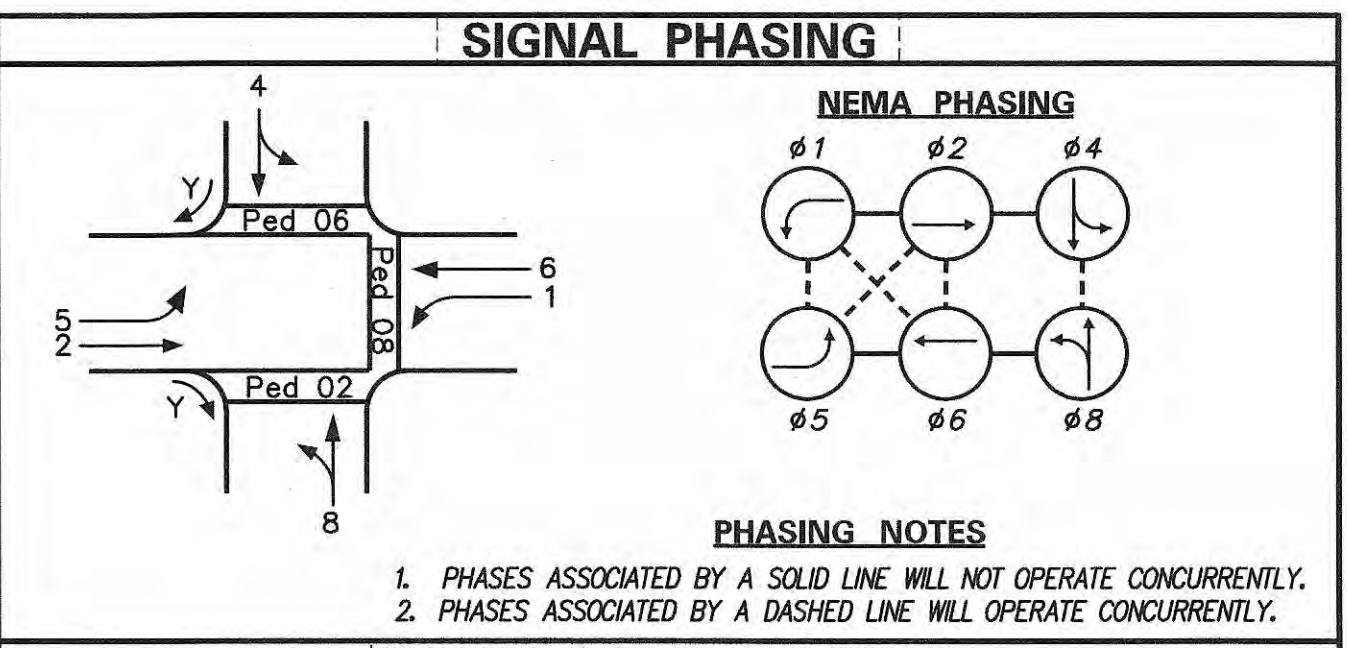 SIGNAL PHASING
4
NEMA PHASING
ø1 ø2 ø4
Y
Ped 06
6
Ped 08
1
5
2
Ped 02
Y
ø5 ø6 ø8
8
PHASING NOTES
1. PHASES ASSOCIATED BY A SOLID LINE WILL NOT OPERATE CONCURRENTLY.
2. PHASES ASSOCIATED BY A DASHED LINE WILL OPERATE CONCURRENTLY.